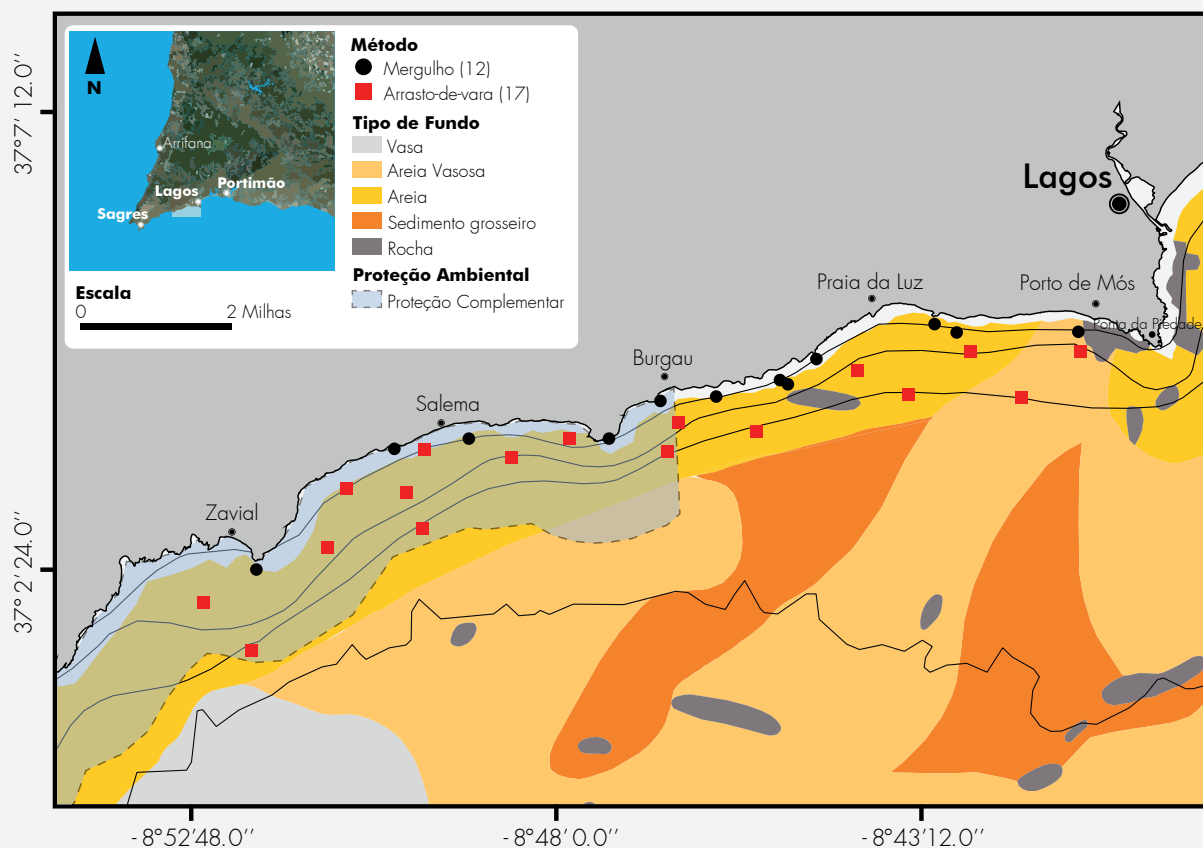 N
Arrifana
Lagos
Portimão
Sagres
Escala
0
2 Milhas
Método
Mergulho (12)
Arrasto-de-vara (17)
Tipo de Fundo
Vasa
Areia Vasosa
Areia
Sedimento grosseiro
Rocha
Proteção Ambiental
Proteção Complementar
37°7′ 12.0′′
37°2′ 24.0′′
Lagos
Praia da Luz
Porto de Mós
Ponta da Piedade
Burgau
Salema
Zavial
- 8°52′48.0′′
- 8°48′ 0.0′′
- 8°43′12.0′′